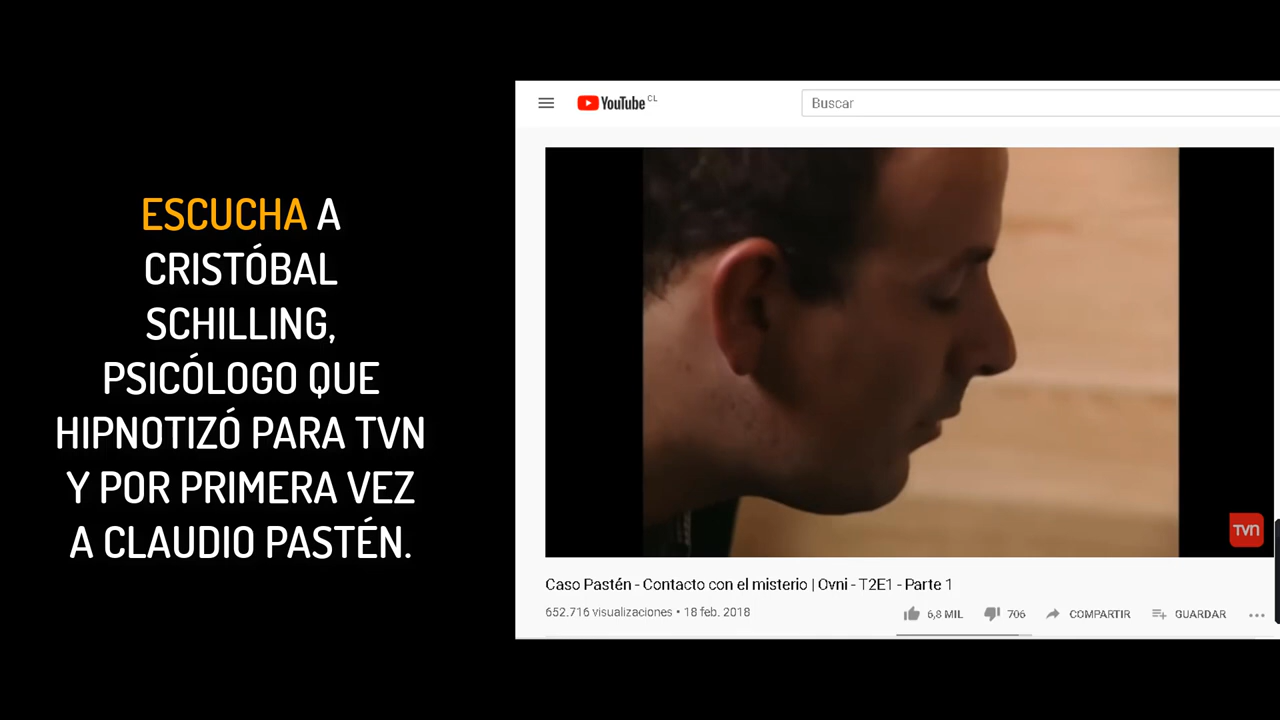 ESCUCHA A
CRISTÓBAL
SCHILLING,
PSICÓLOGO QUE
HIPNOTIZÓ PARA TVN
Y POR PRIMERA VEZ
A CLAUDIO PASTÉN.
YouTube CL
Buscar
TVN
Caso Pastén - Contacto con el misterio | Ovni - T2E1 - Parte 1
652.716 visualizaciones • 18 feb. 2018
6,8 MIL 706 COMPARTIR GUARDAR